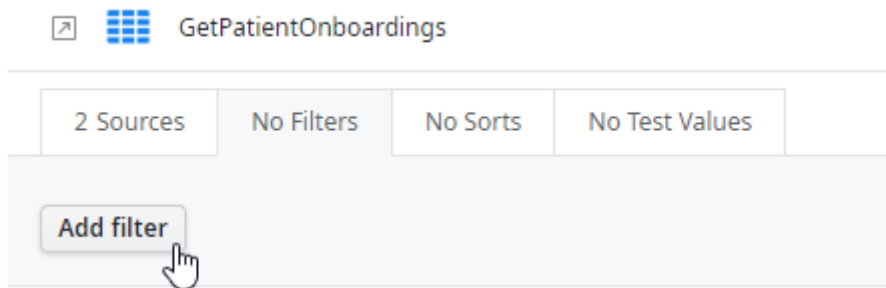 GetPatientOnboardings
2 Sources No Filters No Sorts No Test Values
Add filter